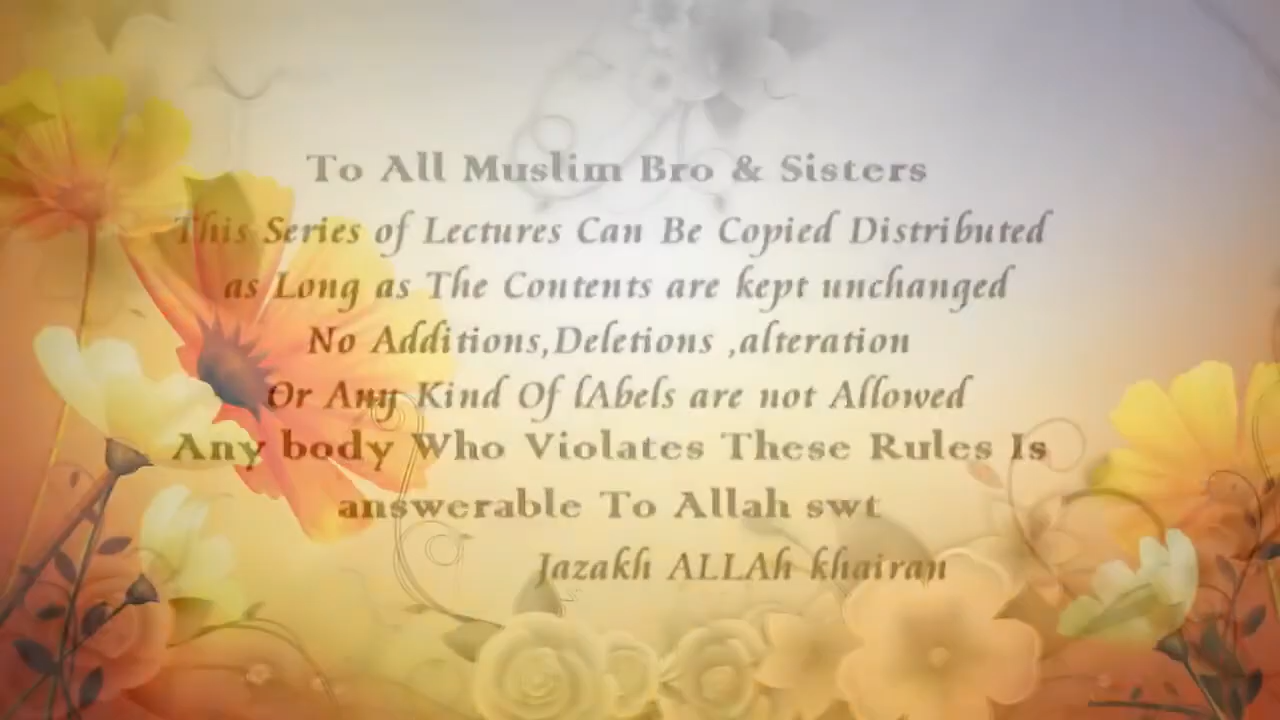 To All Muslim Bro & Sisters
This Series of Lectures Can Be Copied Distributed
as Long as The Contents are kept unchanged
No Additions,Deletions ,alteration
Or Any Kind Of lAbels are not Allowed
Any body Who Violates These Rules Is
answerable To Allah swt
Jazakh ALLAh khairan